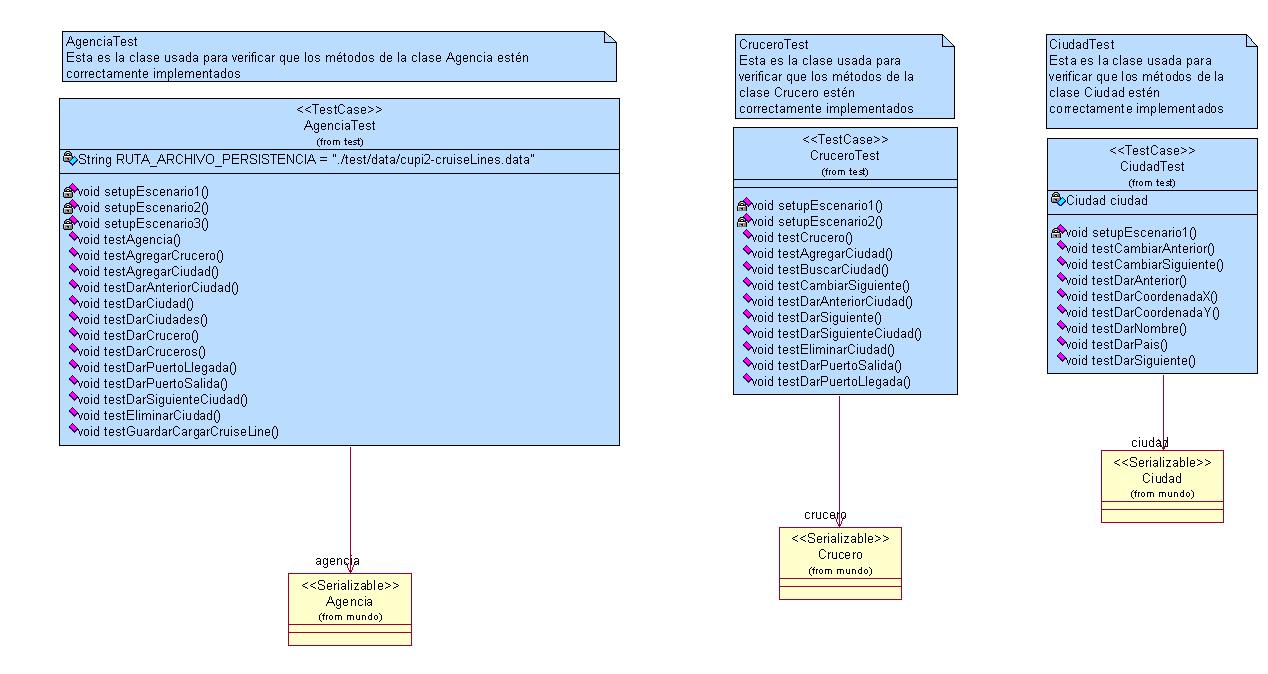 AgenciaTest
Esta es la clase usada para verificar que los métodos de la clase Agencia estén
correctamente implementados
<<TestCase>>
AgenciaTest
(from test)
String RUTA_ARCHIVO_PERSISTENCIA = "./test/data/cupi2-cruiseLines.data"
void setupEscenario1()
void setupEscenario2()
void setupEscenario3()
void testAgencia()
void testAgregarCrucero()
void testAgregarCiudad()
void testDarAnteriorCiudad()
void testDarCiudad()
void testDarCiudades()
void testDarCrucero()
void testDarCruceros()
void testDarPuertoLlegada()
void testDarPuertoSalida()
void testDarSiguienteCiudad()
void testEliminarCiudad()
void testGuardarCargarCruiseLine()
agencia
<<Serializable>>
Agencia
(from mundo)
CruceroTest
Esta es la clase usada para
verificar que los métodos de la
clase Crucero estén
correctamente implementados
<<TestCase>>
CruceroTest
(from test)
void setupEscenario1()
void setupEscenario2()
void testCrucero()
void testAgregarCiudad()
void testBuscarCiudad()
void testCambiarSiguiente()
void testDarAnteriorCiudad()
void testDarSiguiente()
void testDarSiguienteCiudad()
void testEliminarCiudad()
void testDarPuertoSalida()
void testDarPuertoLlegada()
crucero
<<Serializable>>
Crucero
(from mundo)
CiudadTest
Esta es la clase usada para
verificar que los métodos de la
clase Ciudad estén
correctamente implementados
<<TestCase>>
CiudadTest
(from test)
Ciudad ciudad
void setupEscenario1()
void testCambiarAnterior()
void testCambiarSiguiente()
void testDarAnterior()
void testDarCoordenadaX()
void testDarCoordenadaY()
void testDarNombre()
void testDarPais()
void testDarSiguiente()
ciudad
<<Serializable>>
Ciudad
(from mundo)